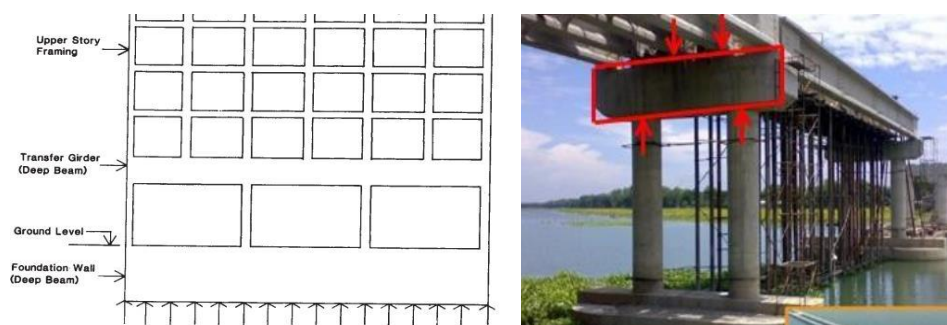 Upper Story
Framing
Transfer Girder
(Deep Beam)
Ground Level
Foundation Wall
(Deep Beam)